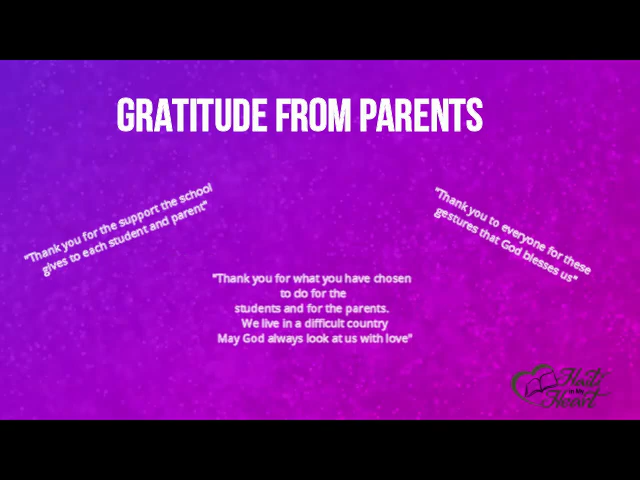 GRATITUDE FROM PARENTS
"Thank you for the support the school
gives to each student and parent"
"Thank you to everyone for these
gestures that God blesses us"
"Thank you for what you have chosen
to do for the
students and for the parents.
We live in a difficult country
May God always look at us with love"
Haiti
In My
Heart